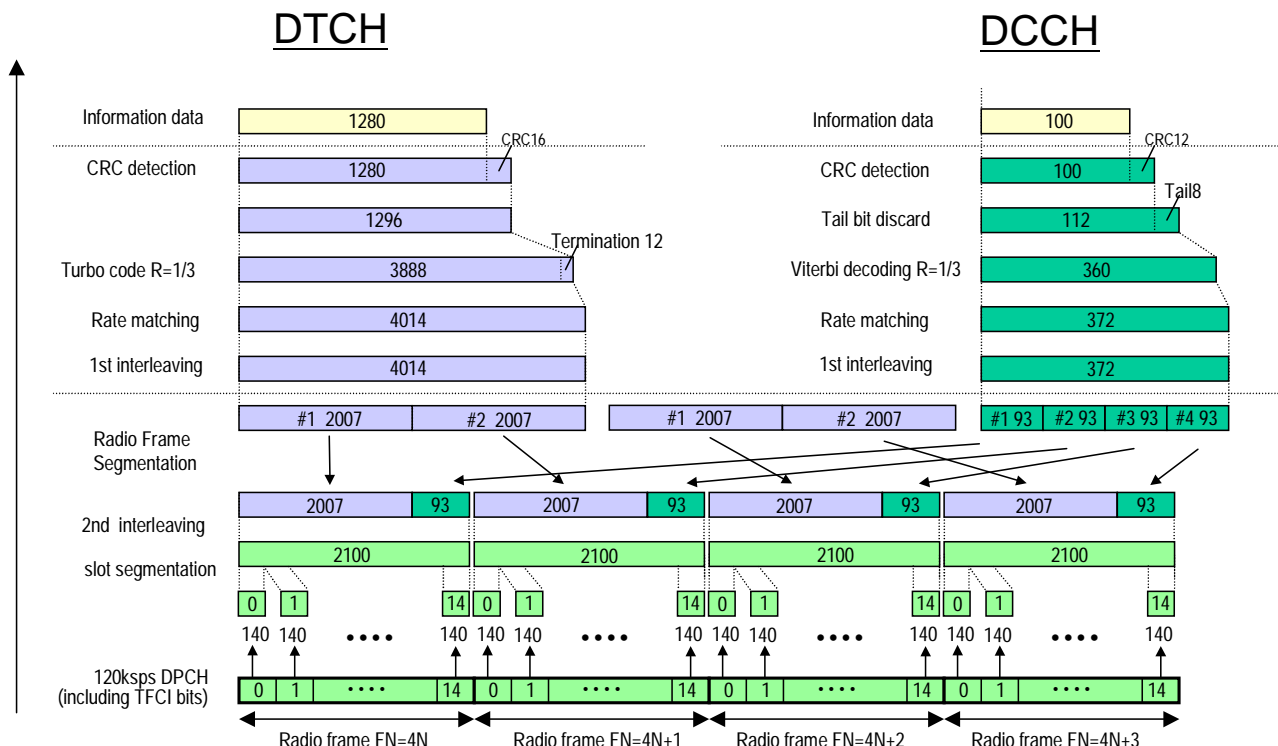 DTCH DCCH
Information data 1280 Information data 100
CRC16 CRC12
CRC detection 1280 CRC detection 100
Tail8
1296 Tail bit discard 112
Termination 12
Turbo code R=1/3 3888 Viterbi decoding R=1/3 360
Rate matching 4014 Rate matching 372
1st interleaving 4014 1st interleaving 372
#1 2007 #2 2007 #1 2007 #2 2007 #1 93 #2 93 #3 93 #4 93
Radio Frame
Segmentation
2007 93 2007 93 2007 93 2007 93
2nd interleaving
2100 2100 2100 2100
slot segmentation
0 1 14 0 1 14 0 1 14 0 1 14
140 140 •••• 140 140 140 •••• 140 140 140 •••• 140 140 140 •••• 140
120ksps DPCH
(including TFCI bits)
0 1 •••• 14 0 1 •••• 14 0 1 •••• 14 0 1 •••• 14
Radio frame FN=4N Radio frame FN=4N+1 Radio frame FN=4N+2 Radio frame FN=4N+3